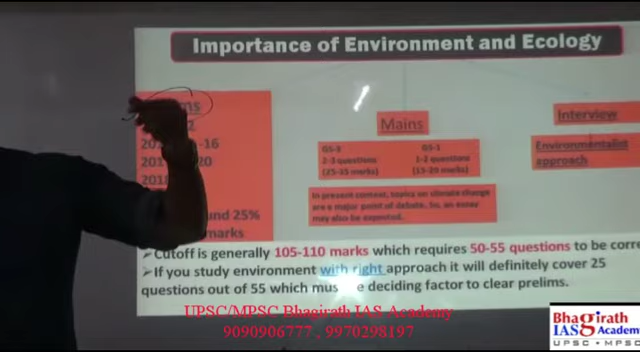 Importance of Environment and Ecology
Mains
GS-3
2-3 questions
(25-35 marks)
GS-1
1-2 questions
(15-20 marks)
In present context, topics on climate change
are a major point of debate. So, an essay
may also be expected.
Interview
Environmentalist
approach
-16
20
2018
und 25%
marks
➢Cutoff is generally 105-110 marks which requires 50-55 questions to be corre
➢If you study environment with right approach it will definitely cover 25
questions out of 55 which mus e deciding factor to clear prelims.
UPSC/MPSC Bhagirath IAS Academy
9090906777 , 9970298197
Bhagirath
IAS Academy
UPSC • MPSC